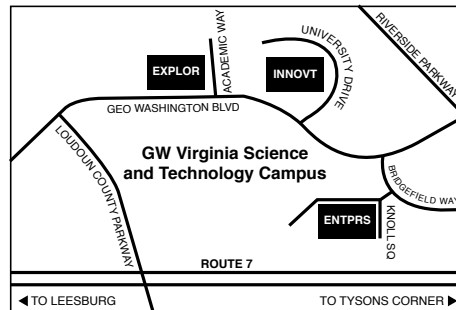 RIVERSIDE PARKWAY
UNIVERSITY DRIVE
ACADEMIC WAY
EXPLOR
INNOVT
GEO WASHINGTON BLVD
GW Virginia Science
and Technology Campus
LOUDOUN COUNTY PARKWAY
BRIDGEFIELD WAY
ENTPRS
KNOLL SQ
ROUTE 7
TO LEESBURG
TO TYSONS CORNER